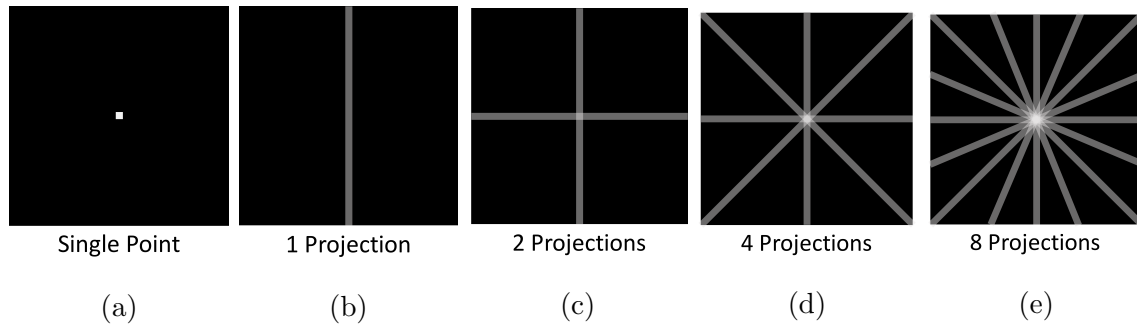 Single Point
1 Projection
2 Projections
4 Projections
8 Projections
(a)
(b)
(c)
(d)
(e)